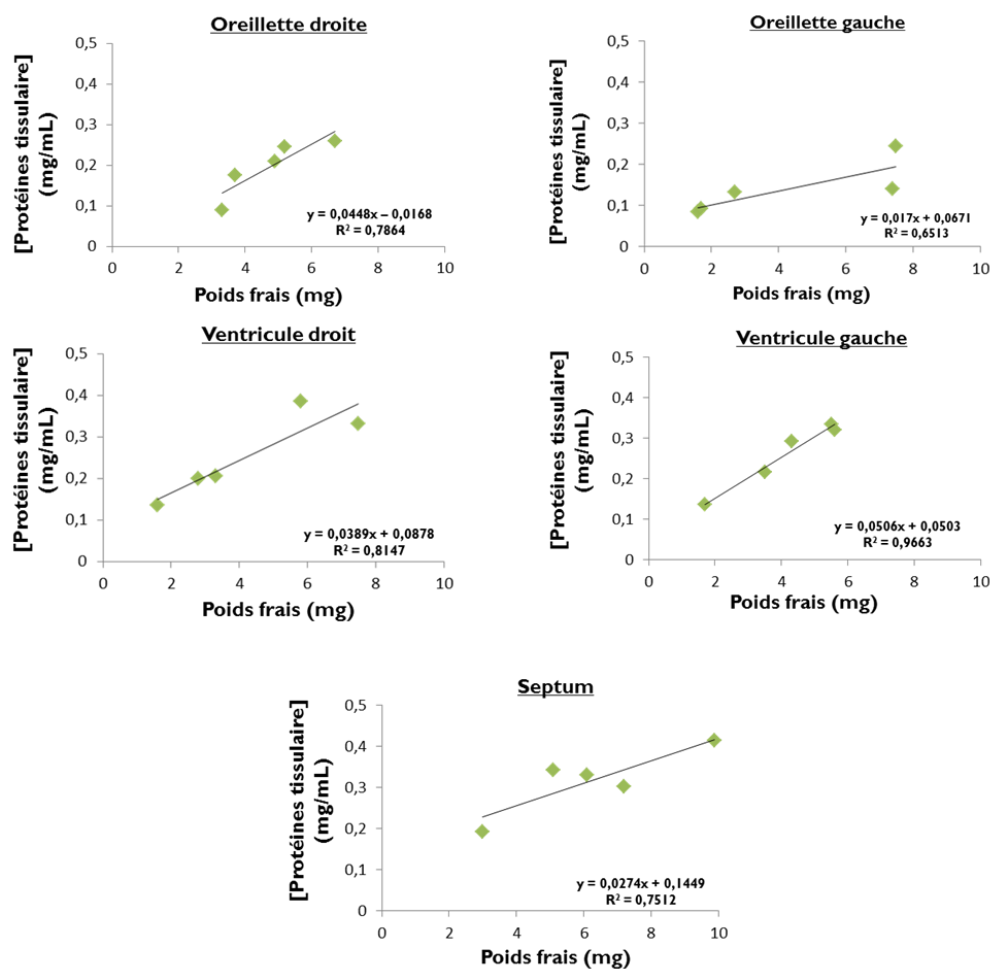 Oreillette droite
[Protéines tissulaire]
(mg/mL)
0,5
0,4
0,3
0,2
0,1
0
0 2 4 6 8 10
y = 0,0448x – 0,0168
R² = 0,7864
Poids frais (mg)
Oreillette gauche
[Protéines tissulaire]
(mg/mL)
0,5
0,4
0,3
0,2
0,1
0
0 2 4 6 8 10
y = 0,017x + 0,0671
R² = 0,6513
Poids frais (mg)
Ventricule droit
[Protéines tissulaire]
(mg/mL)
0,5
0,4
0,3
0,2
0,1
0
0 2 4 6 8 10
y = 0,0389x + 0,0878
R² = 0,8147
Poids frais (mg)
Ventricule gauche
[Protéines tissulaire]
(mg/mL)
0,5
0,4
0,3
0,2
0,1
0
0 2 4 6 8 10
y = 0,0506x + 0,0503
R² = 0,9663
Poids frais (mg)
Septum
[Protéines tissulaire]
(mg/mL)
0,5
0,4
0,3
0,2
0,1
0
0 2 4 6 8 10
y = 0,0274x + 0,1449
R² = 0,7512
Poids frais (mg)